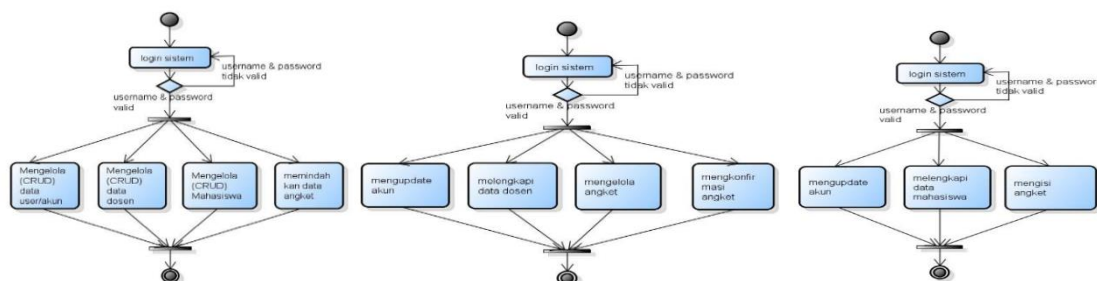 login sistem
username & password
tidak valid
username & password
valid
Mengelola
(CRUD)
data
user/akun
Mengelola
(CRUD)
data
dosen
Mengelola
(CRUD)
Mahasiswa
memindah
kan data
angket
login sistem
username & password
tidak valid
username & password
valid
mengupdate
akun
melengkapi
data dosen
mengelola
angket
mengkonfir
masi
angket
login sistem
username & password
tidak valid
username & password
valid
mengupdate
akun
melengkapi
data
mahasiswa
mengisi
angket